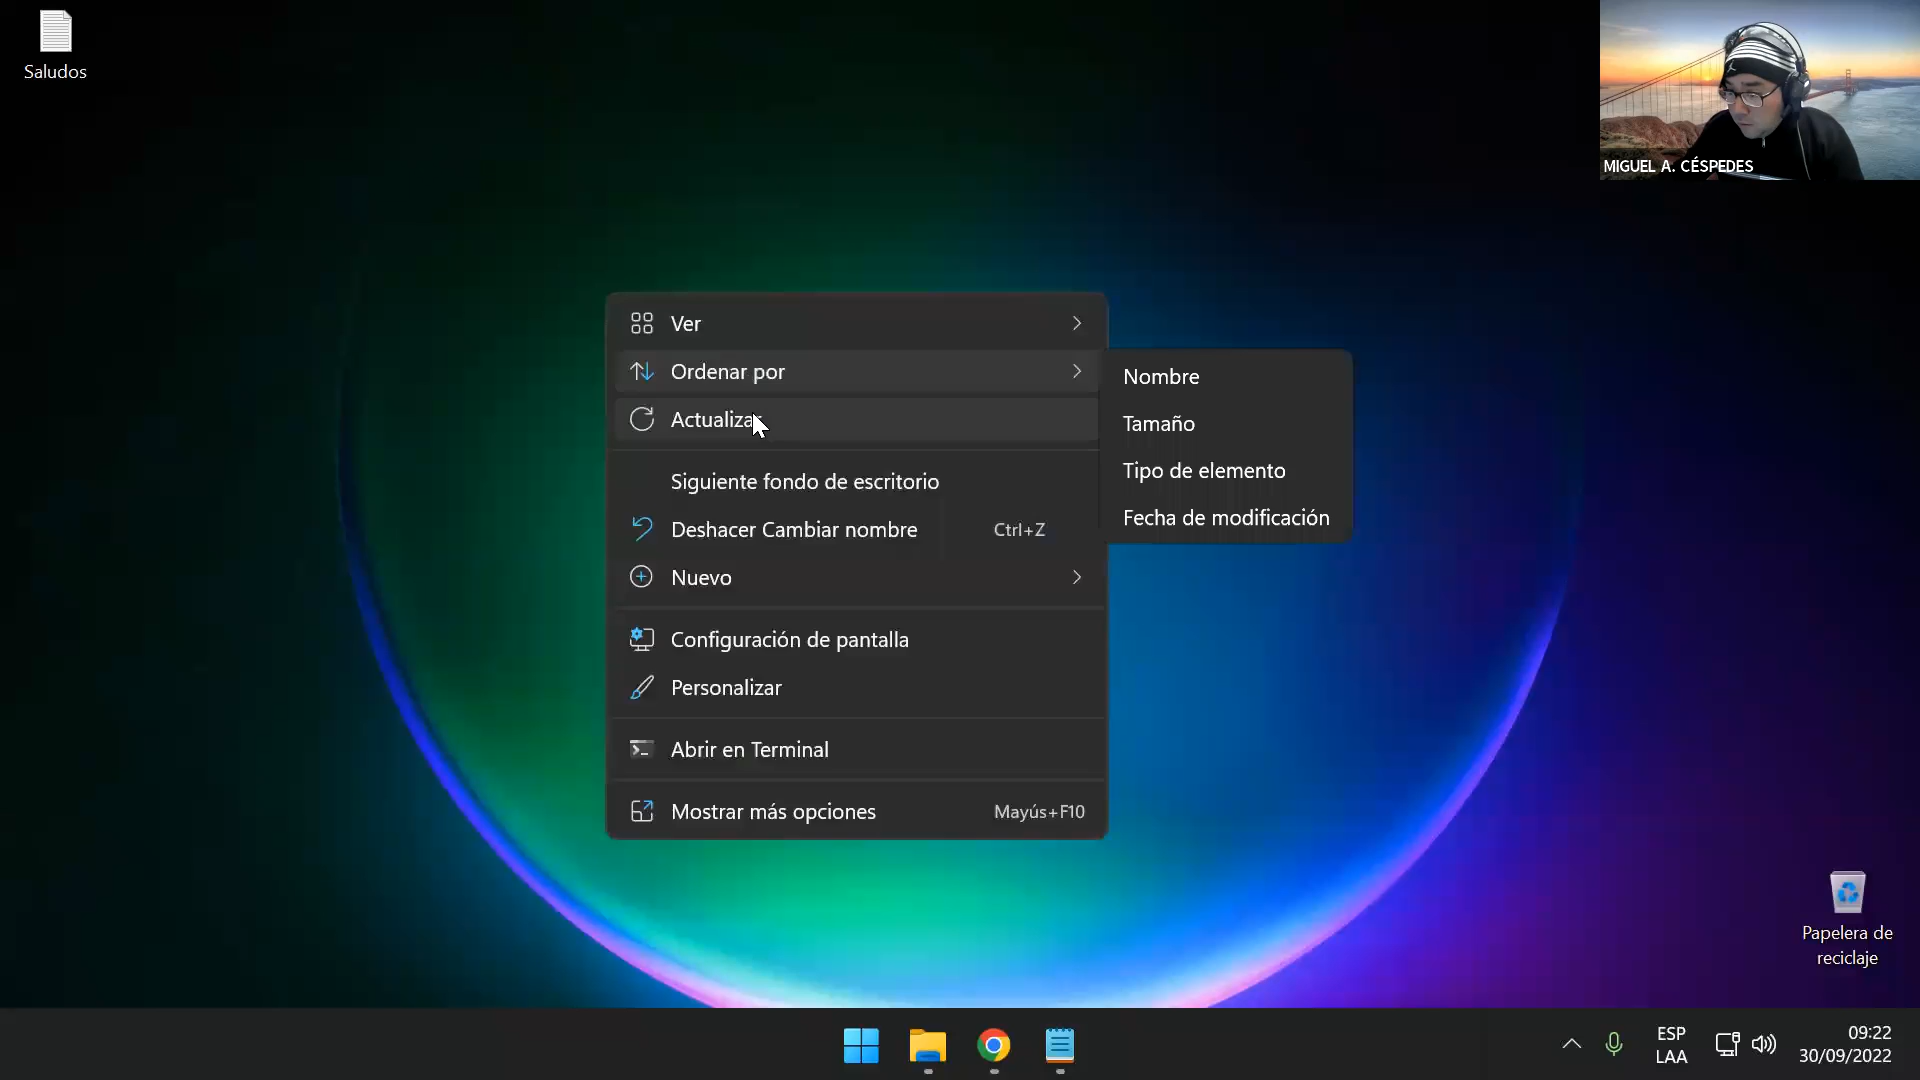 Saludos
MIGUEL A. CÉSPEDES
Ver
Ordenar por
Actualizar
Siguiente fondo de escritorio
Deshacer Cambiar nombre Ctrl+Z
Nuevo
Configuración de pantalla
Personalizar
Abrir en Terminal
Mostrar más opciones Mayús+F10
Nombre
Tamaño
Tipo de elemento
Fecha de modificación
Papelera de
reciclaje
ESP
LAA
09:22
30/09/2022